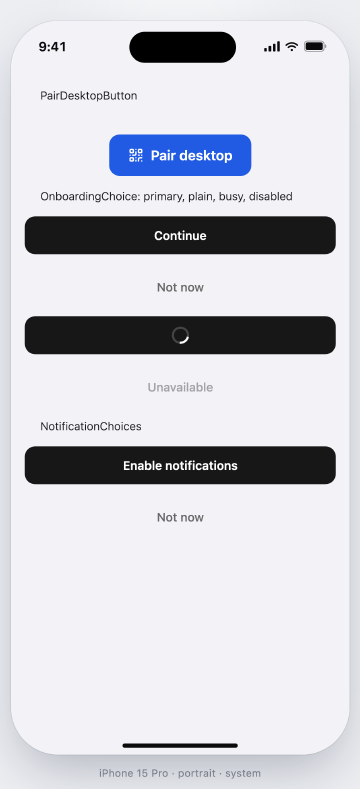 9:41
PairDesktopButton
Pair desktop
OnboardingChoice: primary, plain, busy, disabled
Continue
Not now
Unavailable
NotificationChoices
Enable notifications
Not now
iPhone 15 Pro · portrait · system